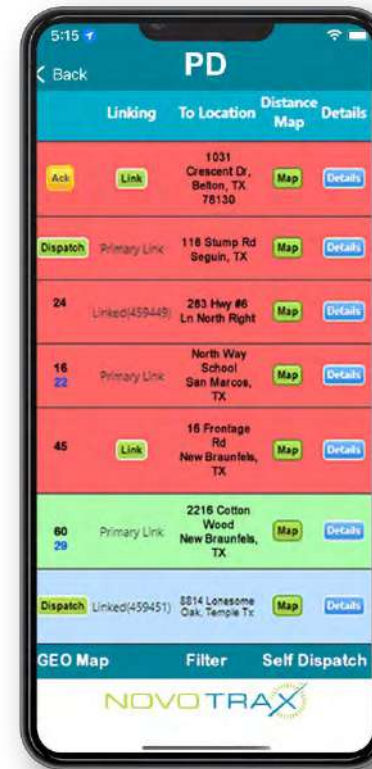 5:15
Back
PD
Linking To Location Distance Map Details
Ack Link 1031 Crescent Dr, Belton, TX 76130 Map Details
Dispatch Primary Link 116 Stump Rd Seguin, TX Map Details
24 Linked(459449) 283 Hwy #6 Ln North Right Map Details
16 22 Primary Link North Way School San Marcos, TX Map Details
45 Link 16 Frontage Rd New Braunfels, TX Map Details
60 29 Primary Link 2216 Cotton Wood New Braunfels, TX Map Details
Dispatch Linked(459451) 8814 Lonesome Oak, Temple Tx Map Details
GEO Map Filter Self Dispatch
NOVOTRAX